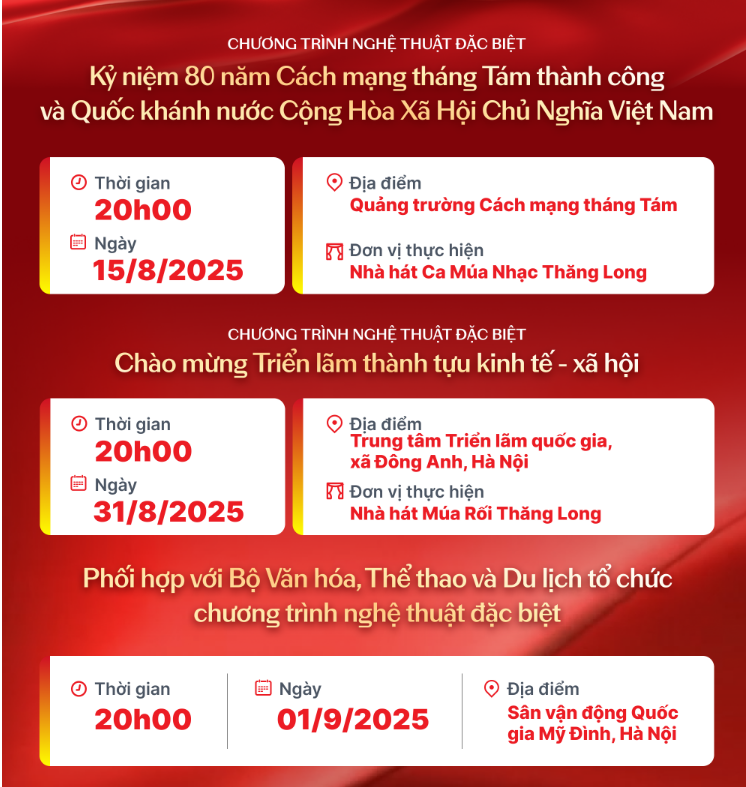 CHƯƠNG TRÌNH NGHỆ THUẬT ĐẶC BIỆT
Kỷ niệm 80 năm Cách mạng tháng Tám thành công
và Quốc khánh nước Cộng Hòa Xã Hội Chủ Nghĩa Việt Nam
Thời gian
20h00
Ngày
15/8/2025
Địa điểm
Quảng trường Cách mạng tháng Tám
Đơn vị thực hiện
Nhà hát Ca Múa Nhạc Thăng Long
CHƯƠNG TRÌNH NGHỆ THUẬT ĐẶC BIỆT
Chào mừng Triển lãm thành tựu kinh tế - xã hội
Thời gian
20h00
Ngày
31/8/2025
Địa điểm
Trung tâm Triển lãm quốc gia,
xã Đông Anh, Hà Nội
Đơn vị thực hiện
Nhà hát Múa Rối Thăng Long
Phối hợp với Bộ Văn hóa, Thể thao và Du lịch tổ chức
chương trình nghệ thuật đặc biệt
Thời gian
20h00
Ngày
01/9/2025
Địa điểm
Sân vận động Quốc
gia Mỹ Đình, Hà Nội